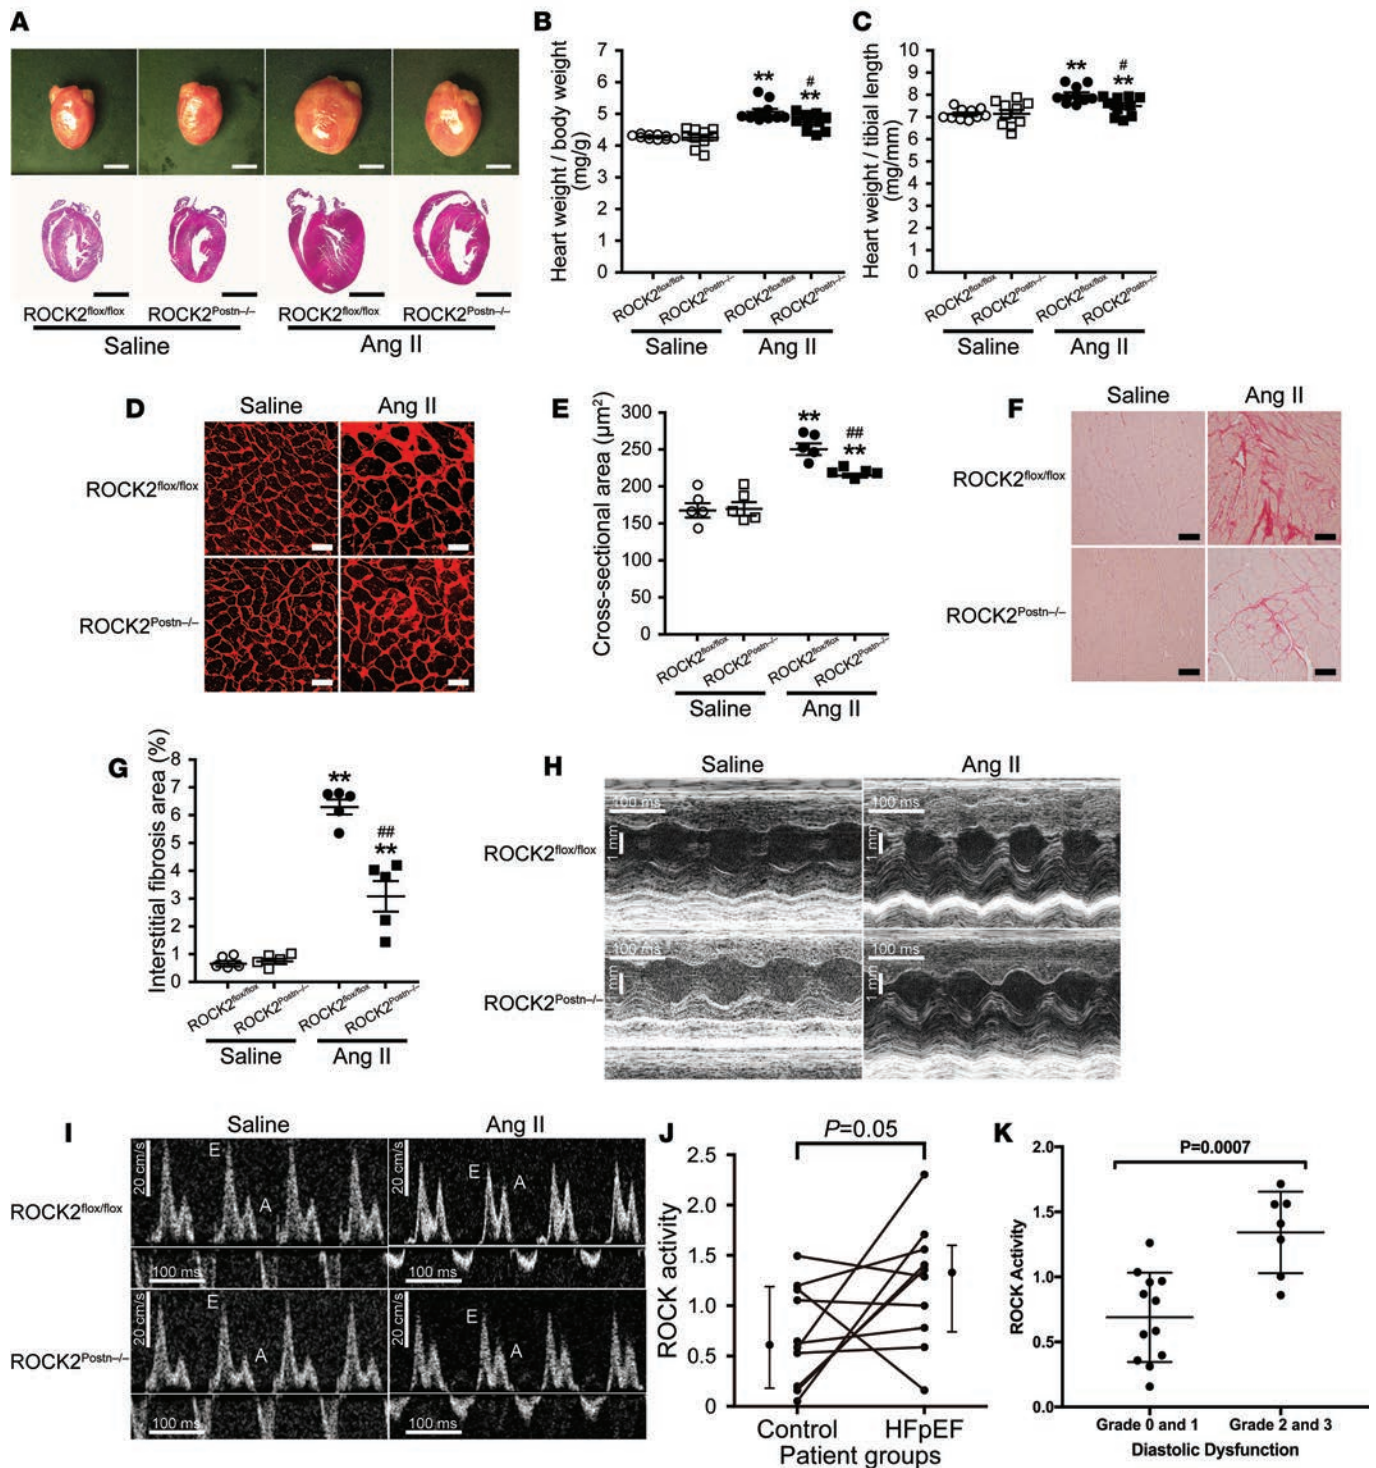 A
ROCK2flox/flox ROCK2Postn–/– ROCK2flox/flox ROCK2Postn–/–
Saline Ang II
B
Heart weight / body weight
(mg/g)
7
6
5
4
3
2
1
0
** # **
ROCK2flox/flox ROCK2Postn–/– ROCK2flox/flox ROCK2Postn–/–
Saline Ang II
C
Heart weight / tibial length
(mg/mm)
10
9
8
7
6
5
4
3
2
1
0
** # **
ROCK2flox/flox ROCK2Postn–/– ROCK2flox/flox ROCK2Postn–/–
Saline Ang II
D
Saline Ang II
ROCK2flox/flox
ROCK2Postn–/–
E
Cross-sectional area (µm2)
300
250
200
150
100
50
0
** ## **
ROCK2flox/flox ROCK2Postn–/– ROCK2flox/flox ROCK2Postn–/–
Saline Ang II
F
Saline Ang II
ROCK2flox/flox
ROCK2Postn–/–
G
Interstitial fibrosis area (%)
8
7
6
5
4
3
2
1
0
** ## **
ROCK2flox/flox ROCK2Postn–/– ROCK2flox/flox ROCK2Postn–/–
Saline Ang II
H
Saline Ang II
ROCK2flox/flox
100 ms 100 ms
1 mm 1 mm
ROCK2Postn–/–
100 ms 100 ms
1 mm 1 mm
I
Saline Ang II
ROCK2flox/flox
20 cm/s E A 20 cm/s E A
100 ms 100 ms
ROCK2Postn–/–
20 cm/s E A 20 cm/s E A
100 ms 100 ms
J
P=0.05
ROCK activity
2.5
2.0
1.5
1.0
0.5
0
Control HFpEF
Patient groups
K
P=0.0007
ROCK Activity
2.0
1.5
1.0
0.5
0.0
Grade 0 and 1 Grade 2 and 3
Diastolic Dysfunction